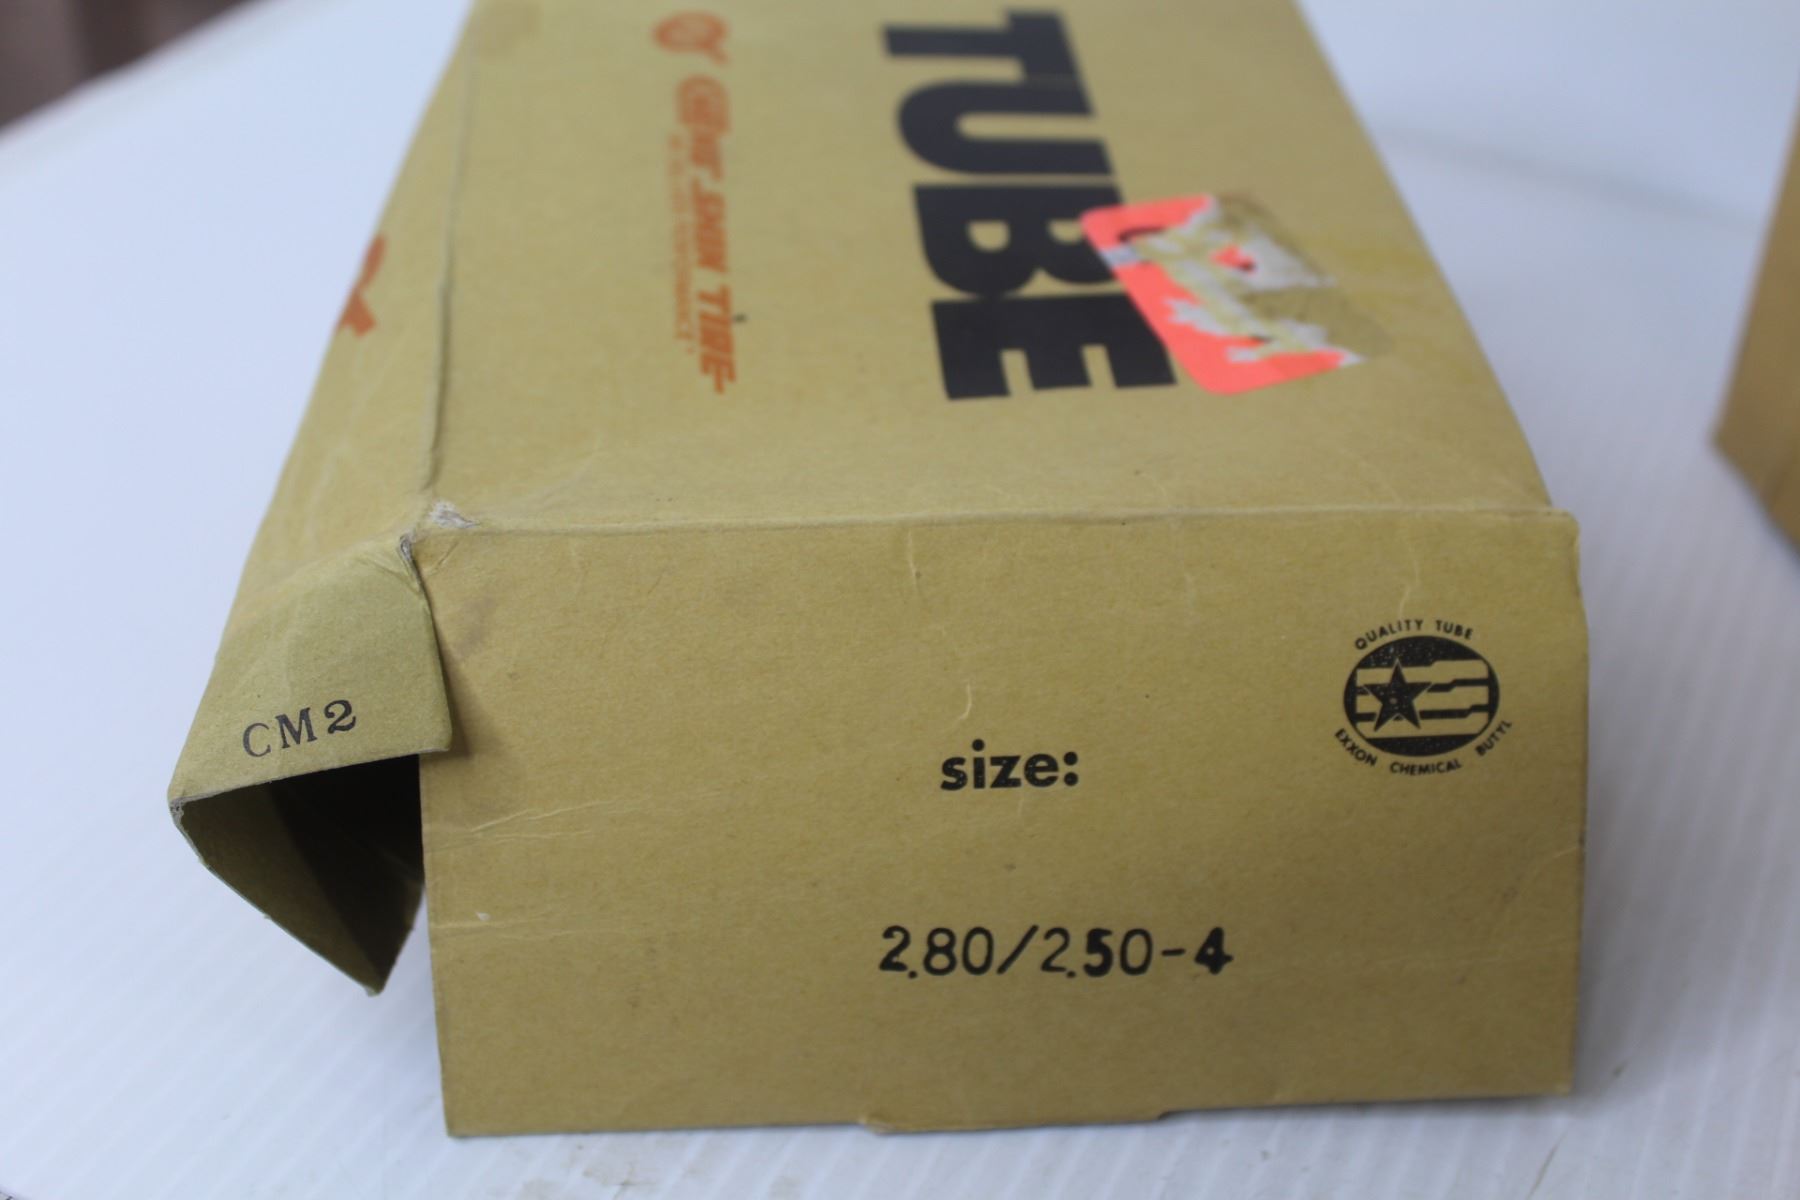 TUBE
CHENG SHIN TIRE
CM2
size:
2.80/2.50-4
QUALITY TUBE
EXXON CHEMICAL BUTYL